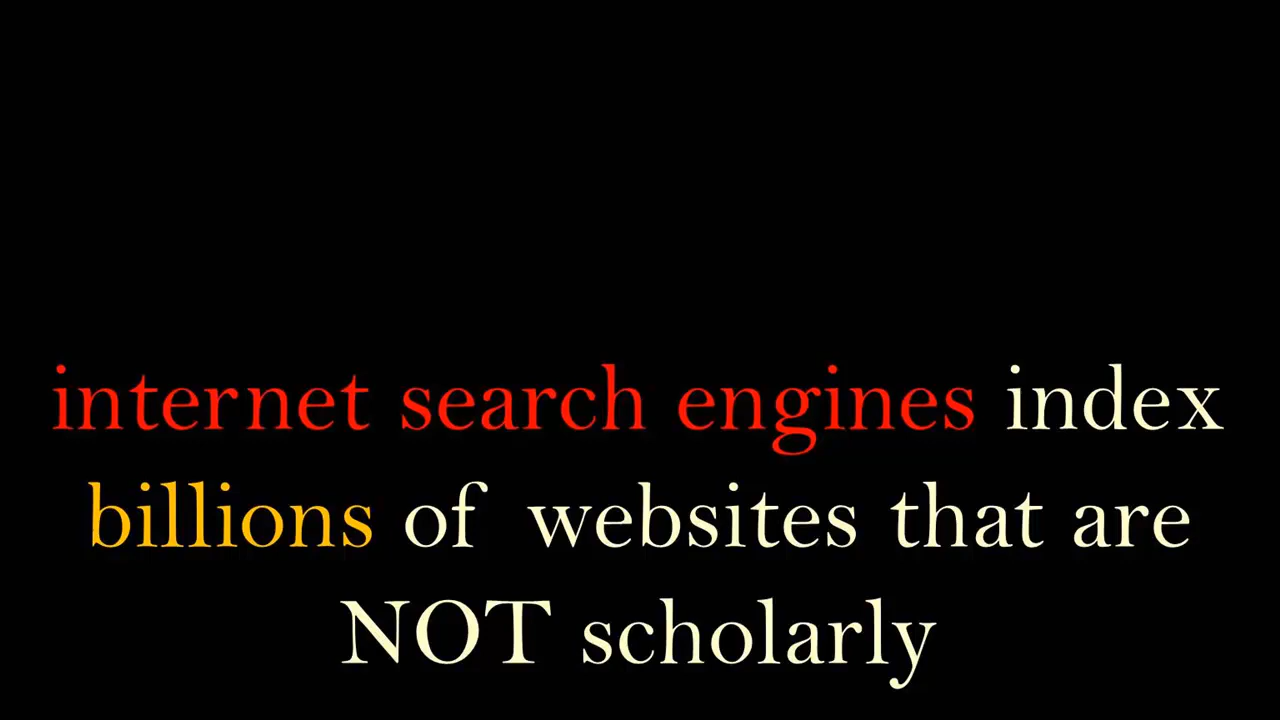 internet search engines index
billions of websites that are
NOT scholarly